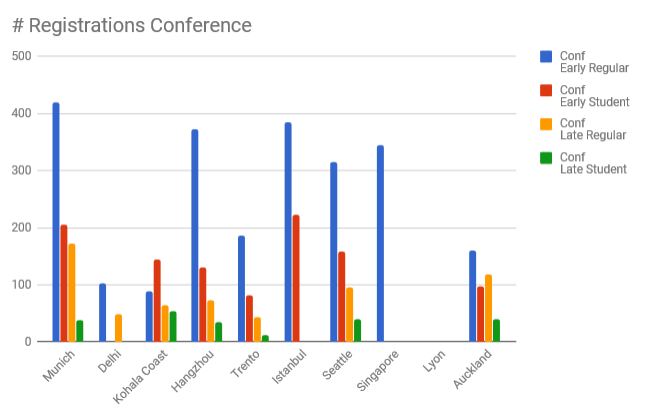 # Registrations Conference
500
400
300
200
100
0
Munich
Delhi
Kohala Coast
Hangzhou
Trento
Istanbul
Seattle
Singapore
Lyon
Auckland
Conf
Early Regular
Conf
Early Student
Conf
Late Regular
Conf
Late Student